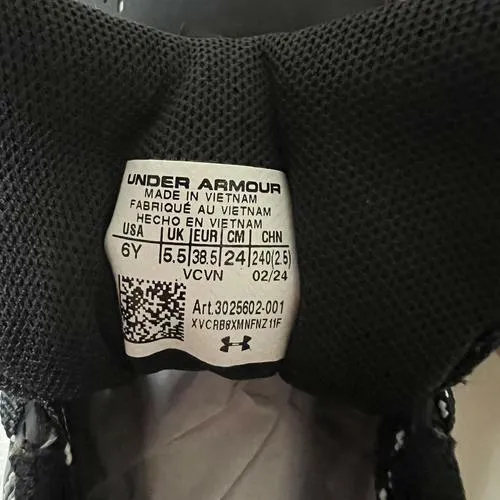 UNDER ARMOUR
MADE IN VIETNAM
FABRIQUÉ AU VIETNAM
HECHO EN VIETNAM
USA UK EUR CM CHN
6Y 5.5 38.5 24 240(2.5)
VCVN 02/24
Art.3025602-001
XVCRB8XMNFNZ11F